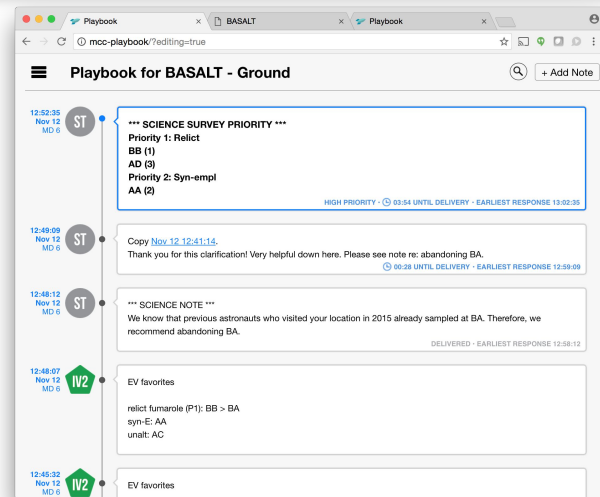 Playbook
BASALT
Playbook
mcc-playbook/?editing=true
Playbook for BASALT - Ground
+ Add Note
12:52:35
Nov 12
MD 6
ST
*** SCIENCE SURVEY PRIORITY ***
Priority 1: Relict
BB (1)
AD (3)
Priority 2: Syn-empl
AA (2)
HIGH PRIORITY • 03:54 UNTIL DELIVERY • EARLIEST RESPONSE 13:02:35
12:49:09
Nov 12
MD 6
ST
Copy Nov 12 12:41:14.
Thank you for this clarification! Very helpful down here. Please see note re: abandoning BA.
00:28 UNTIL DELIVERY • EARLIEST RESPONSE 12:59:09
12:48:12
Nov 12
MD 6
ST
*** SCIENCE NOTE ***
We know that previous astronauts who visited your location in 2015 already sampled at BA. Therefore, we
recommend abandoning BA.
DELIVERED • EARLIEST RESPONSE 12:58:12
12:48:07
Nov 12
MD 6
IV2
EV favorites
relict fumarole (P1): BB > BA
syn-E: AA
unalt: AC
12:45:32
Nov 12
MD 6
IV2
EV favorites